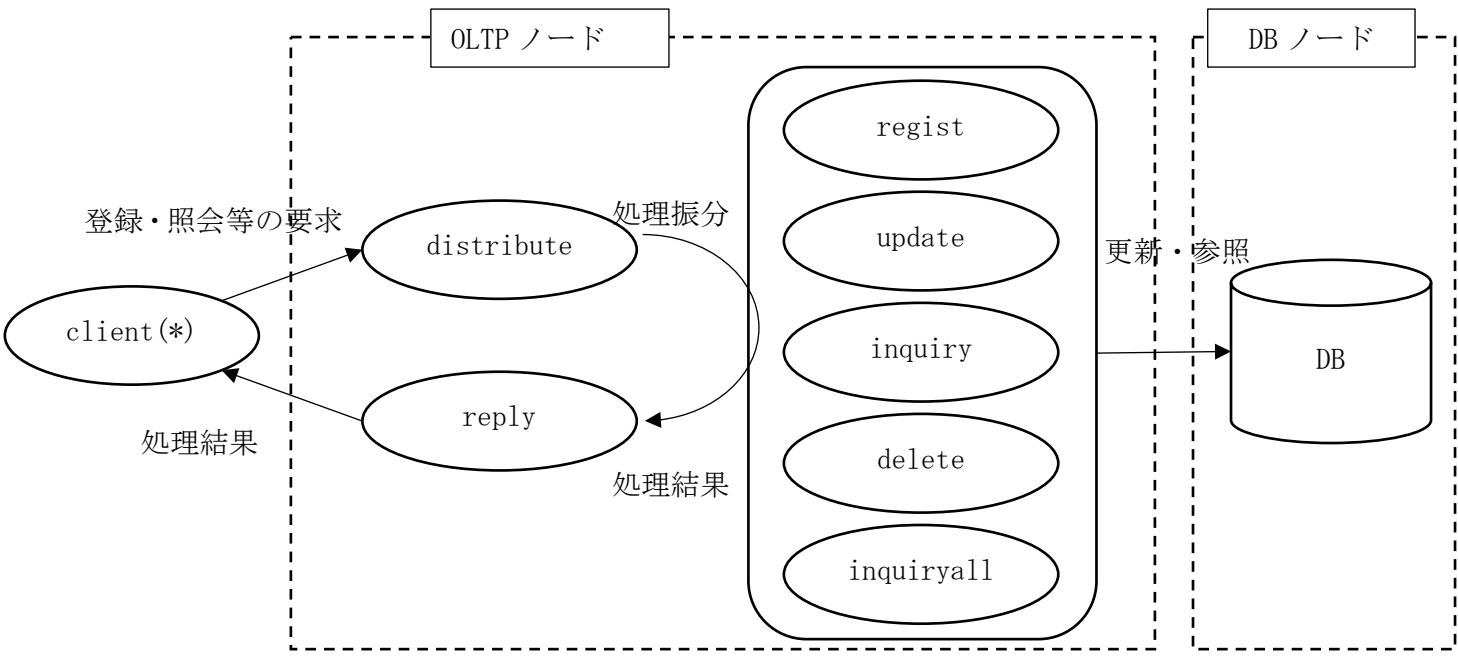 OLTP ノード
DB ノード
regist
処理振分
登録・照会等の要求
distribute
update
更新・参照
client(*)
inquiry
DB
reply
処理結果
処理結果
delete
inquiryall